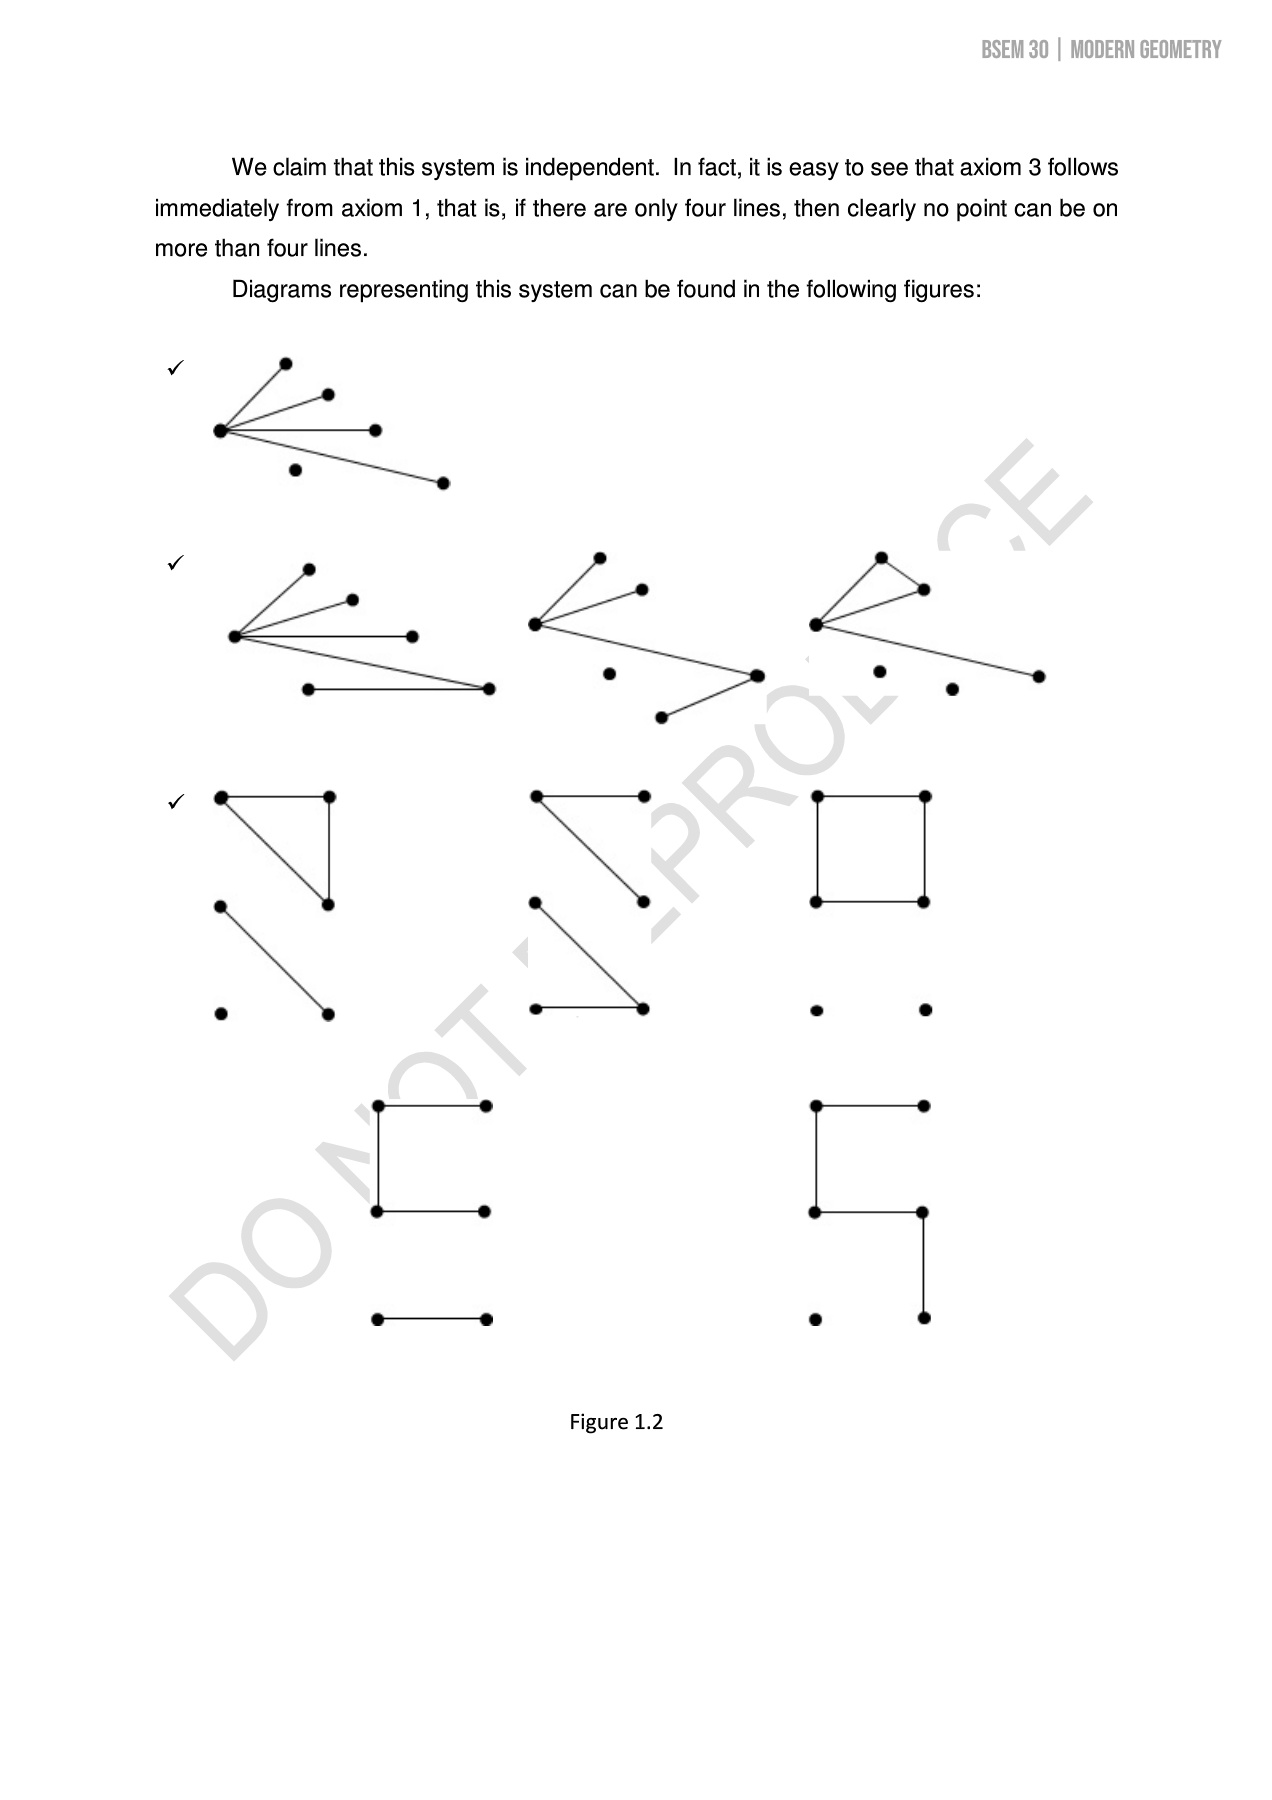 BSEM 30 | MODERN GEOMETRY
We claim that this system is independent. In fact, it is easy to see that axiom 3 follows
immediately from axiom 1, that is, if there are only four lines, then clearly no point can be on
more than four lines.
Diagrams representing this system can be found in the following figures:
✓
✓
✓
DO NOT
Figure 1.2